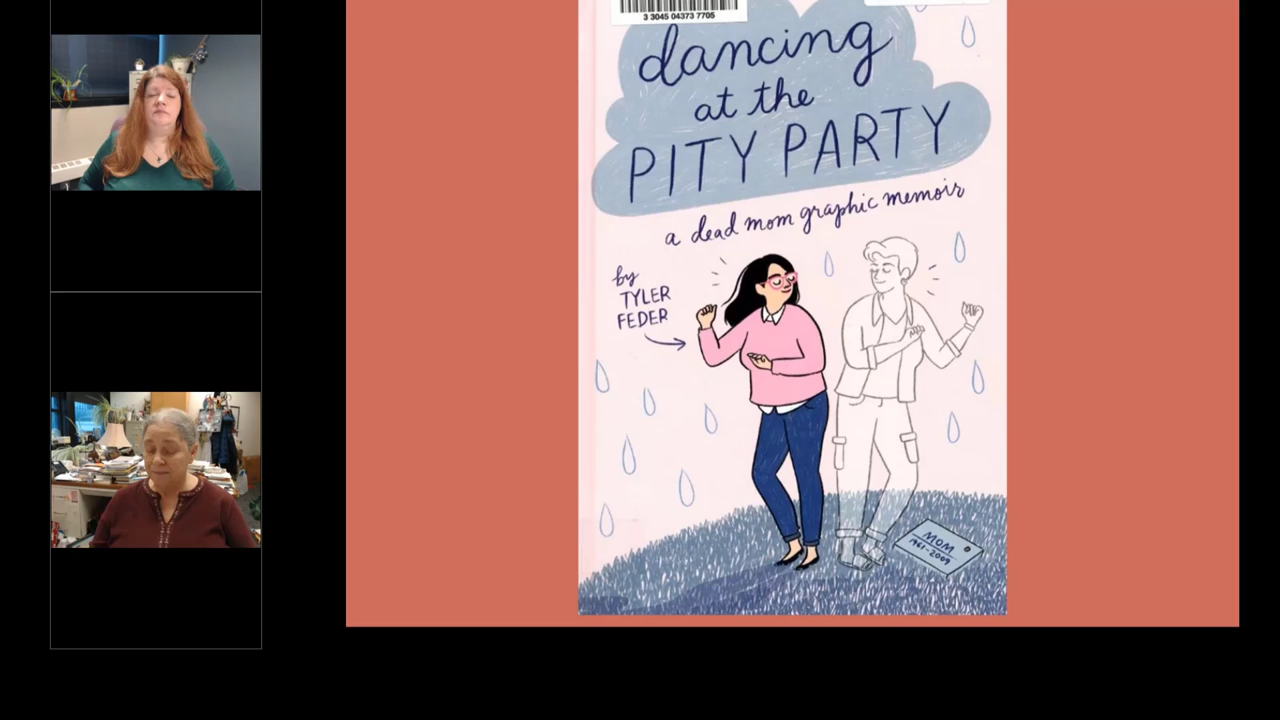 3 3045 04373 7705
dancing
at the
PITY PARTY
a dead mom graphic memoir
by
TYLER
FEDER
MOM
1961-2009